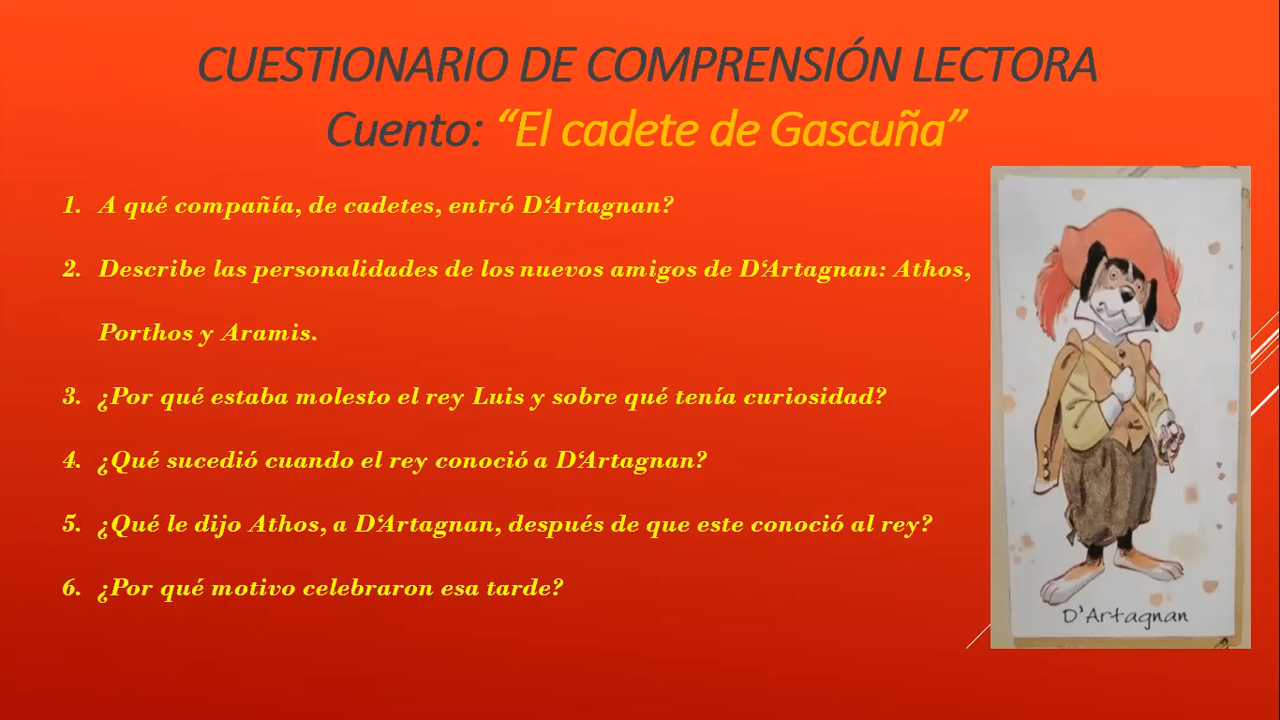 CUESTIONARIO DE COMPRENSIÓN LECTORA
Cuento: “El cadete de Gascuña”
1. A qué compañía, de cadetes, entró D‘Artagnan?
2. Describe las personalidades de los nuevos amigos de D‘Artagnan: Athos,
Porthos y Aramis.
3. ¿Por qué estaba molesto el rey Luis y sobre qué tenía curiosidad?
4. ¿Qué sucedió cuando el rey conoció a D‘Artagnan?
5. ¿Qué le dijo Athos, a D‘Artagnan, después de que este conoció al rey?
6. ¿Por qué motivo celebraron esa tarde?
D’Artagnan